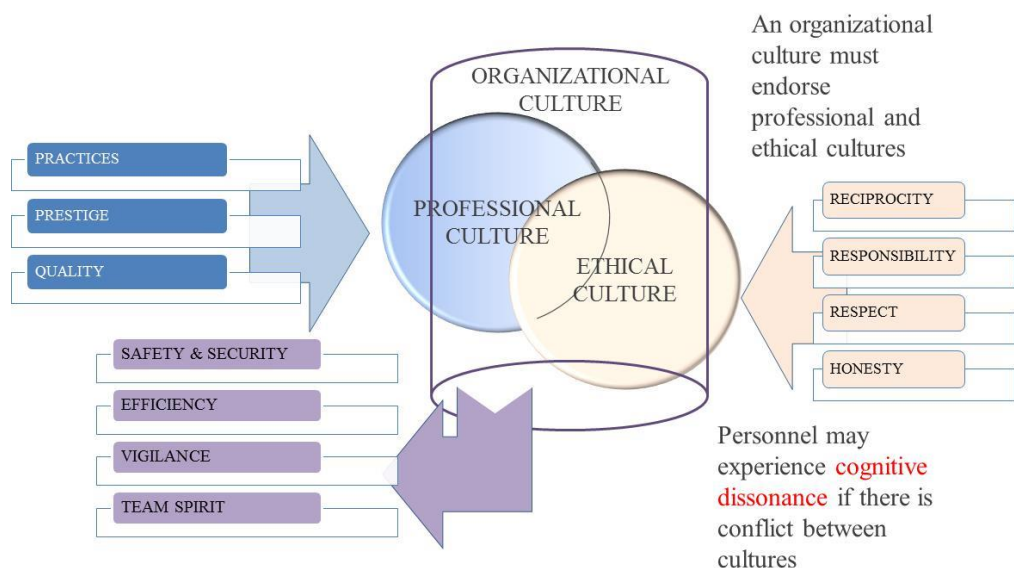 An organizational
culture must
endorse
professional and
ethical cultures
ORGANIZATIONAL
CULTURE
PRACTICES
PRESTIGE
QUALITY
PROFESSIONAL
CULTURE
ETHICAL
CULTURE
RECIPROCITY
RESPONSIBILITY
RESPECT
HONESTY
SAFETY & SECURITY
EFFICIENCY
VIGILANCE
TEAM SPIRIT
Personnel may
experience cognitive
dissonance if there is
conflict between
cultures